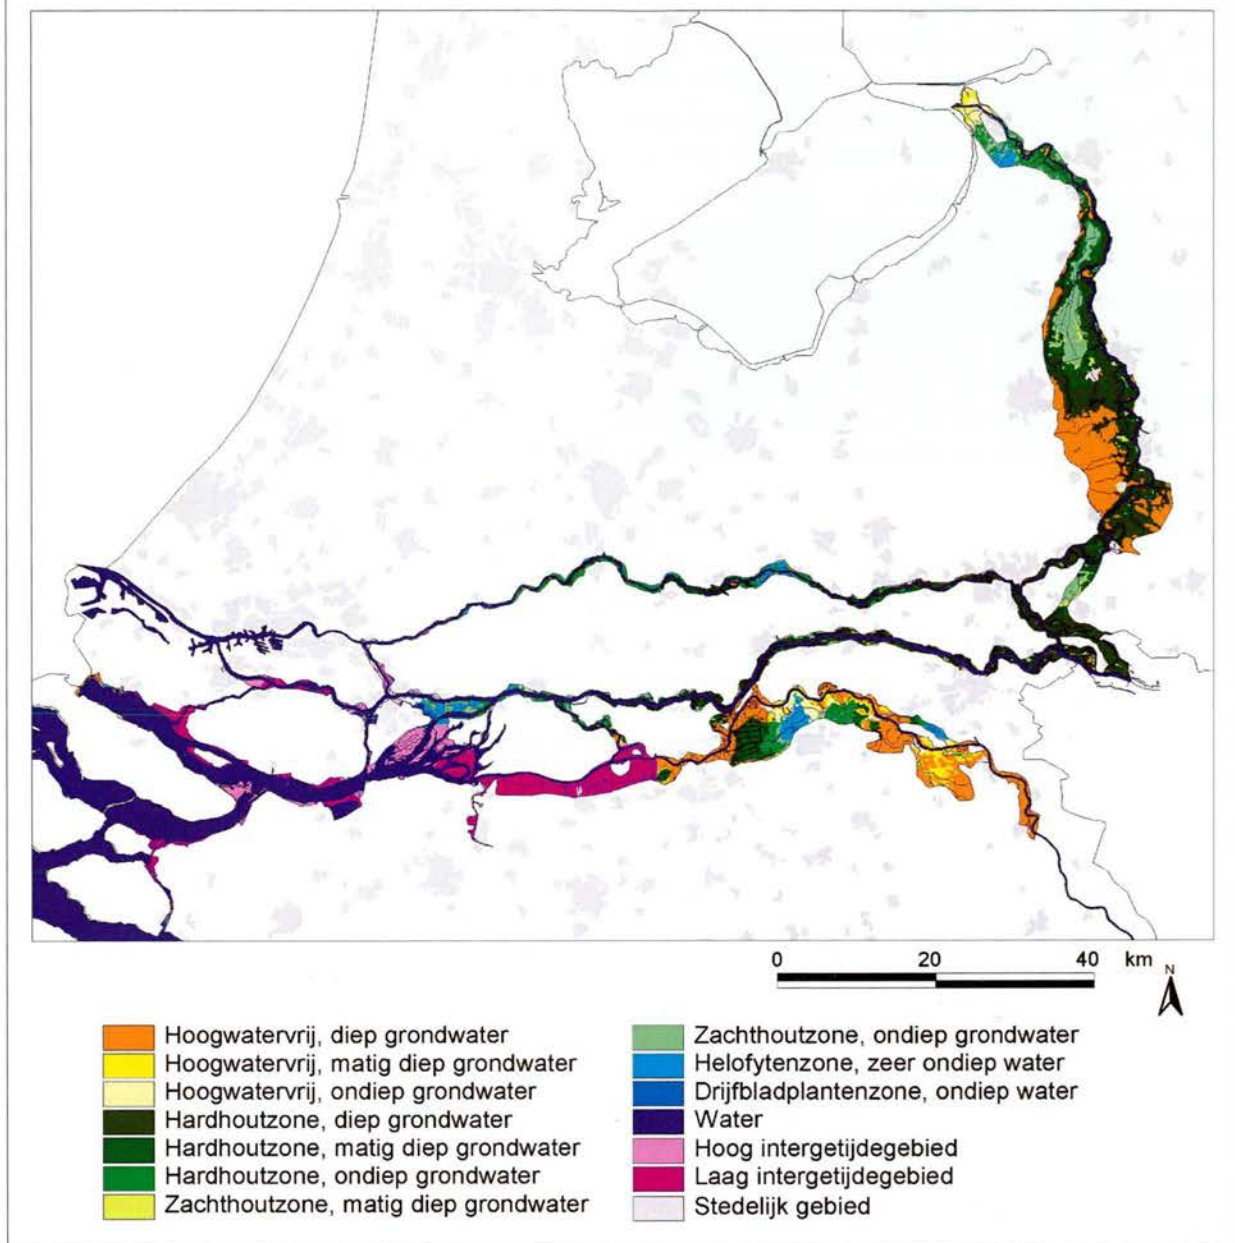 0 20 40 km
N
Hoogwatervrij, diep grondwater
Hoogwatervrij, matig diep grondwater
Hoogwatervrij, ondiep grondwater
Hardhoutzone, diep grondwater
Hardhoutzone, matig diep grondwater
Hardhoutzone, ondiep grondwater
Zachthoutzone, matig diep grondwater
Zachthoutzone, ondiep grondwater
Helofytenzone, zeer ondiep water
Drijfbladplantenzone, ondiep water
Water
Hoog intergetijdegebied
Laag intergetijdegebied
Stedelijk gebied